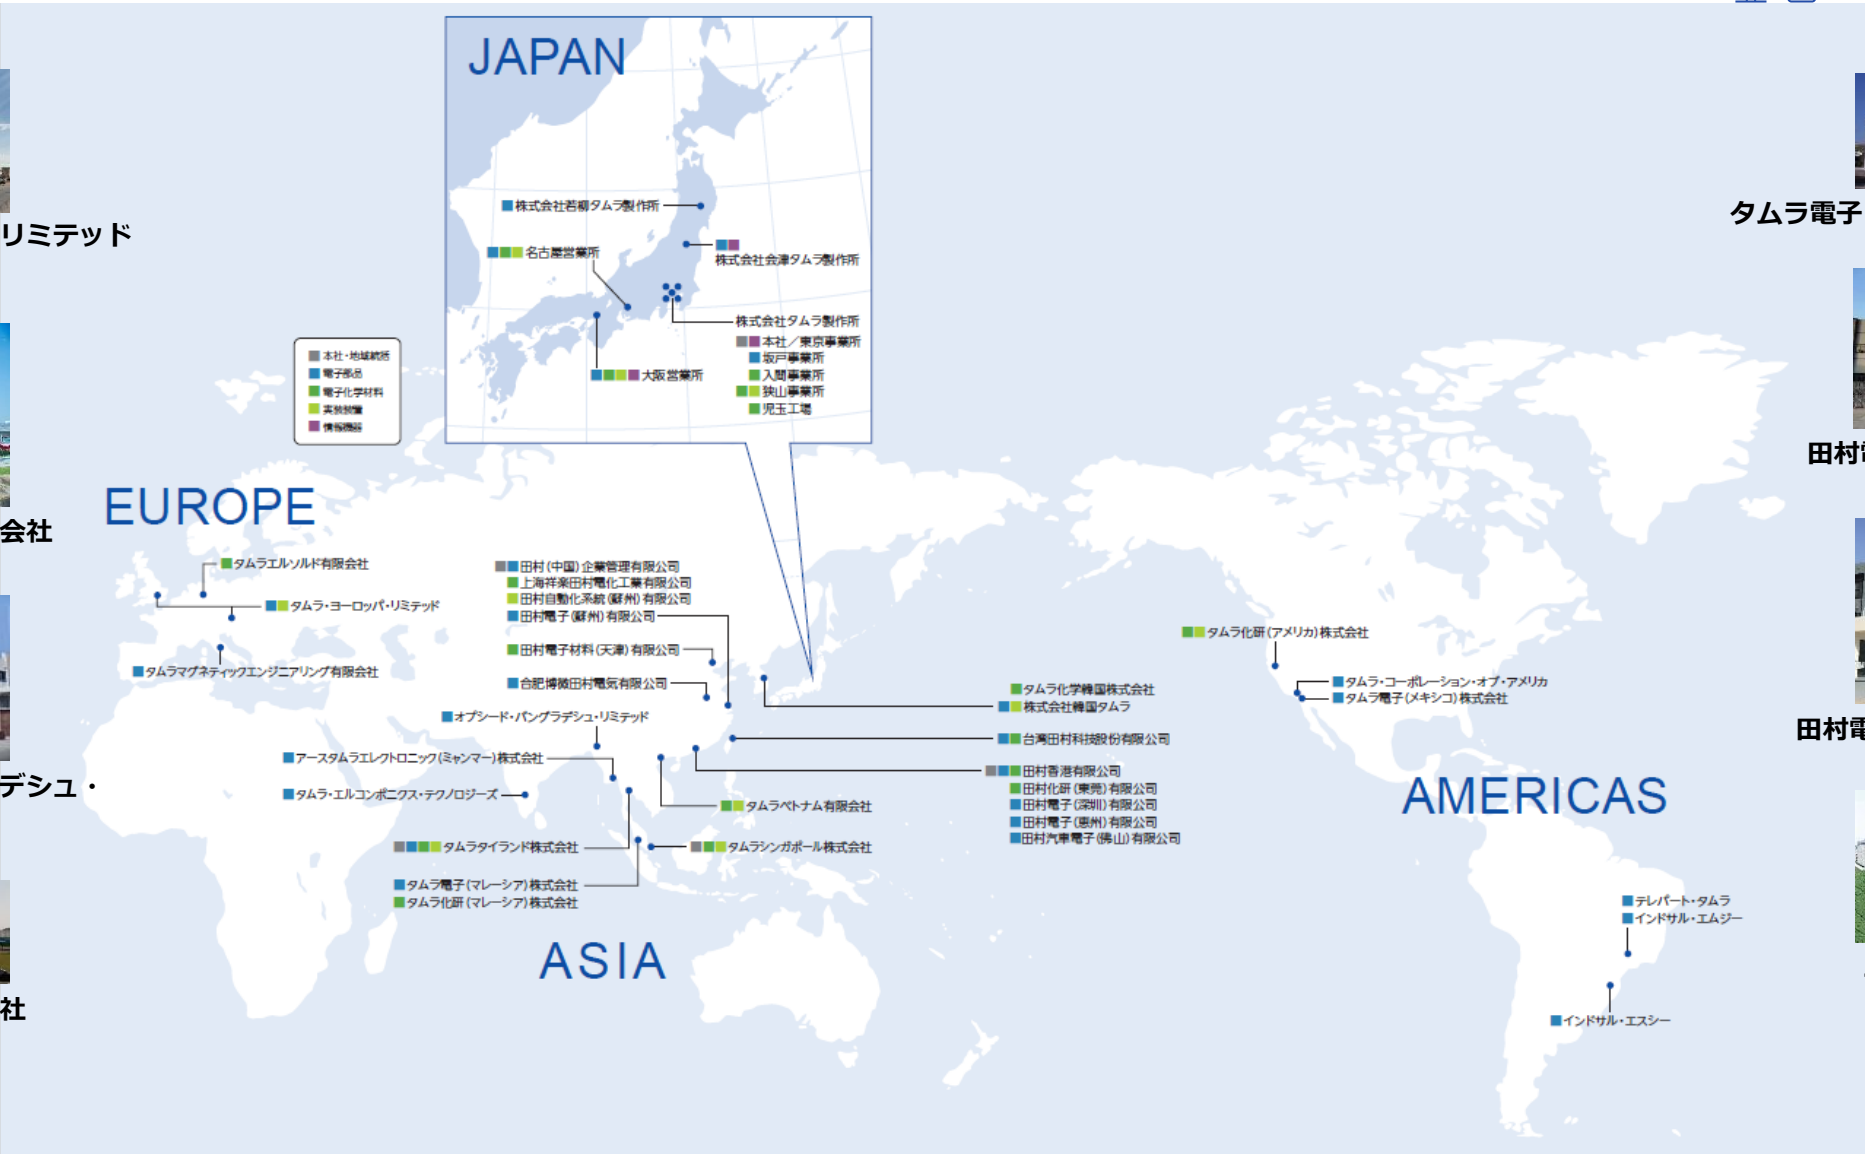 JAPAN
株式会社若柳タムラ製作所
名古屋営業所
株式会社会津タムラ製作所
株式会社タムラ製作所
本社／東京事業所
坂戸事業所
入間事業所
狭山事業所
児玉工場
大阪営業所
本社・地域統括
電子部品
電子化学材料
実装装置
情報機器
リミテッド
会社
デシュ・
社
タムラ電子
田村
田村電
EUROPE
タムラエルソルド有限会社
タムラ・ヨーロッパ・リミテッド
タムラマグネティックエンジニアリング有限会社
田村(中国)企業管理有限公司
上海祥楽田村電化工業有限公司
田村自動化系統(蘇州)有限公司
田村電子(蘇州)有限公司
田村電子材料(天津)有限公司
合肥博微田村電気有限公司
オプシード・バングラデシュ・リミテッド
アースタムラエレクトロニック(ミャンマー)株式会社
タムラ・エルコンポニクス・テクノロジーズ
タムラタイランド株式会社
タムラ電子(マレーシア)株式会社
タムラ化研(マレーシア)株式会社
タムラベトナム有限会社
タムラシンガポール株式会社
タムラ化学韓国株式会社
株式会社韓国タムラ
台湾田村科技股份有限公司
田村香港有限公司
田村化研(東莞)有限公司
田村電子(深圳)有限公司
田村電子(惠州)有限公司
田村汽車電子(佛山)有限公司
ASIA
タムラ化研(アメリカ)株式会社
タムラ・コーポレーション・オブ・アメリカ
タムラ電子(メキシコ)株式会社
AMERICAS
テレパート・タムラ
インドサル・エムジー
インドサル・エスシー